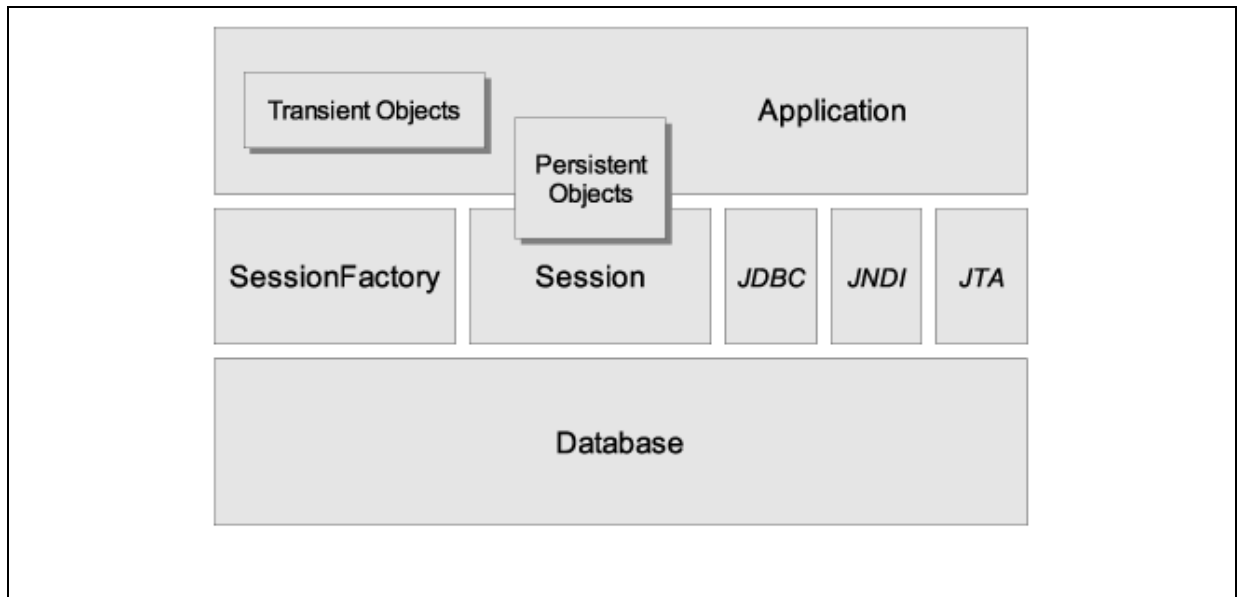 Transient Objects
Application
Persistent
Objects
SessionFactory
Session
JDBC
JNDI
JTA
Database